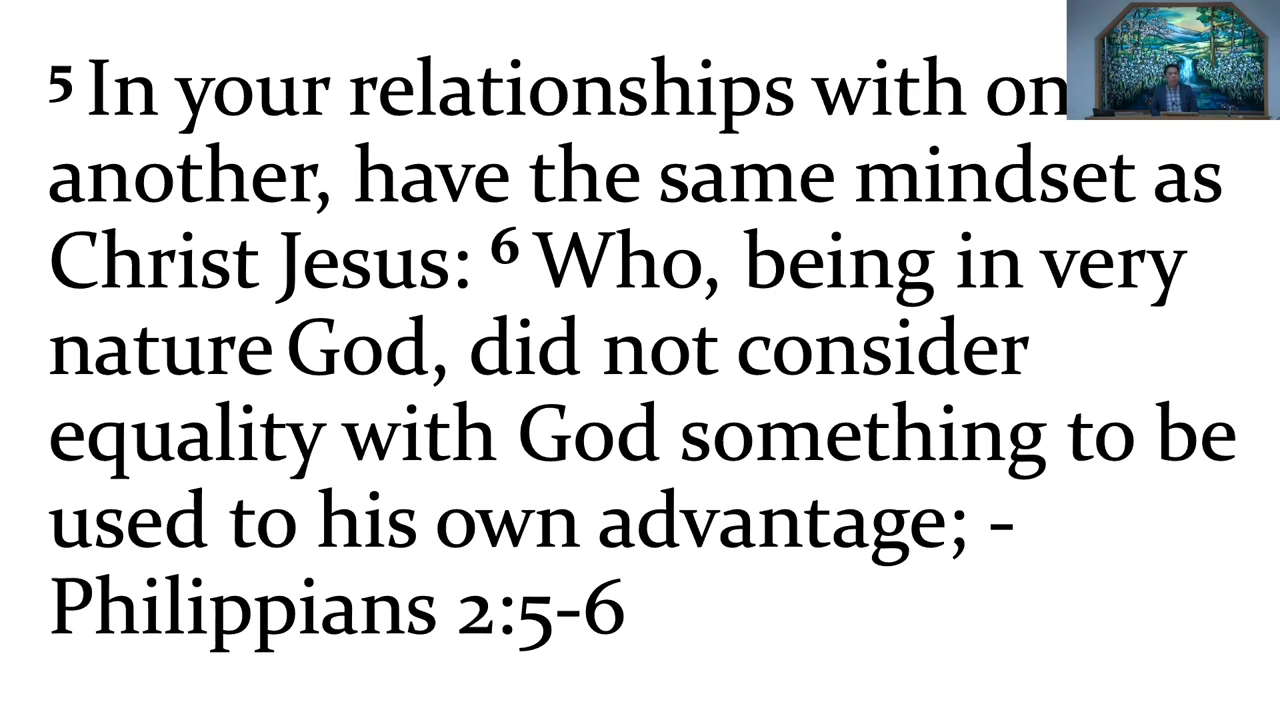 5 In your relationships with on
another, have the same mindset as
Christ Jesus: 6 Who, being in very
nature God, did not consider
equality with God something to be
used to his own advantage; -
Philippians 2:5-6